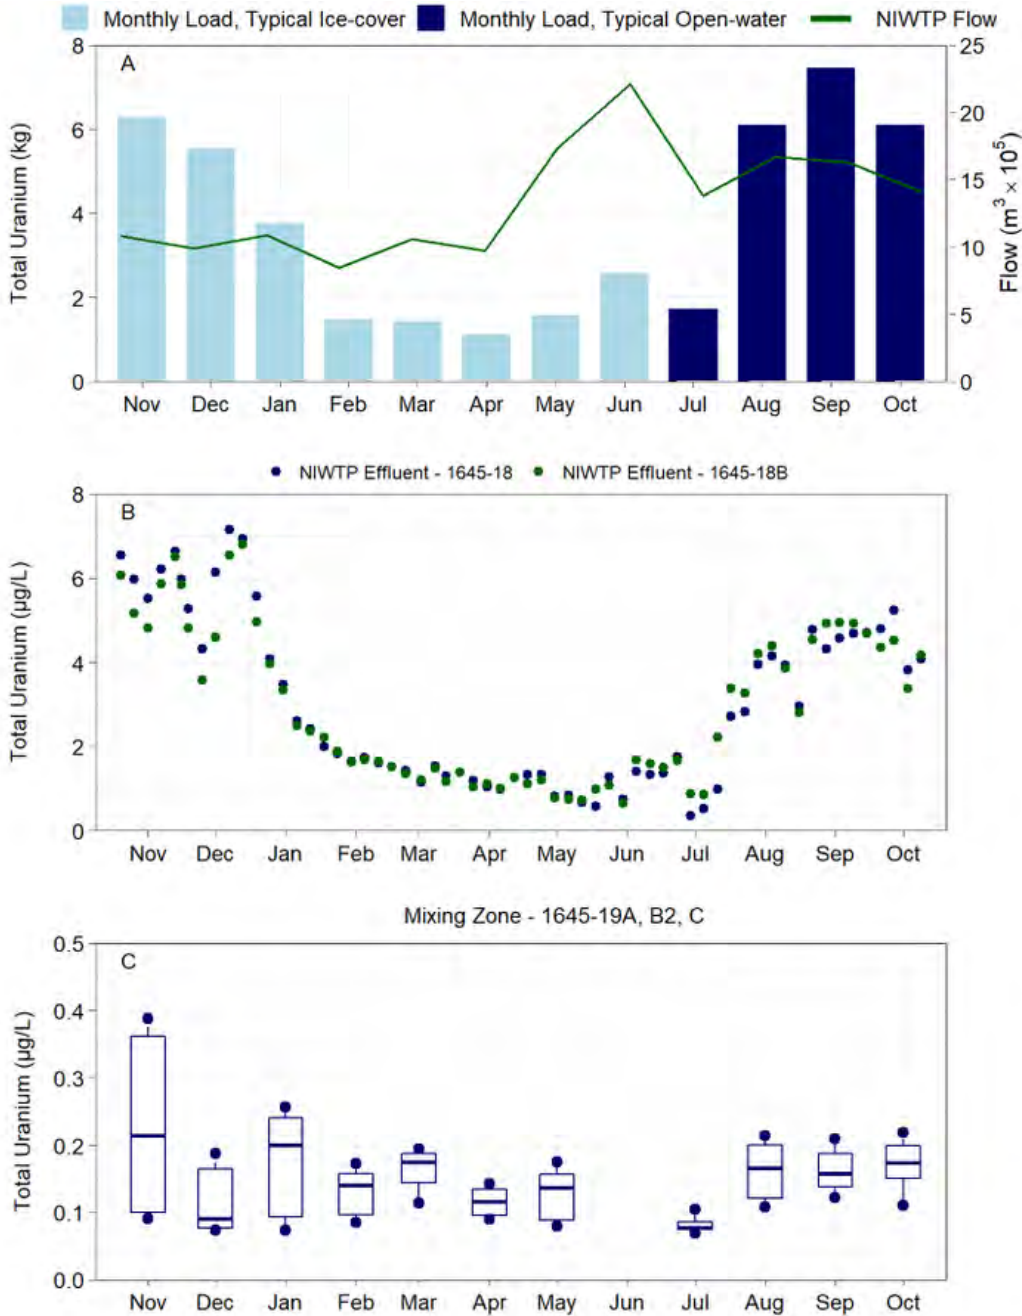 Monthly Load, Typical Ice-cover Monthly Load, Typical Open-water NIWTP Flow
A
8
6
4
2
0
Total Uranium (kg)
25
20
15
10
5
0
Flow (m³ × 10⁵)
Nov Dec Jan Feb Mar Apr May Jun Jul Aug Sep Oct
NIWTP Effluent - 1645-18 NIWTP Effluent - 1645-18B
B
8
6
4
2
0
Total Uranium (µg/L)
Nov Dec Jan Feb Mar Apr May Jun Jul Aug Sep Oct
Mixing Zone - 1645-19A, B2, C
C
0.5
0.4
0.3
0.2
0.1
0.0
Total Uranium (µg/L)
Nov Dec Jan Feb Mar Apr May Jun Jul Aug Sep Oct